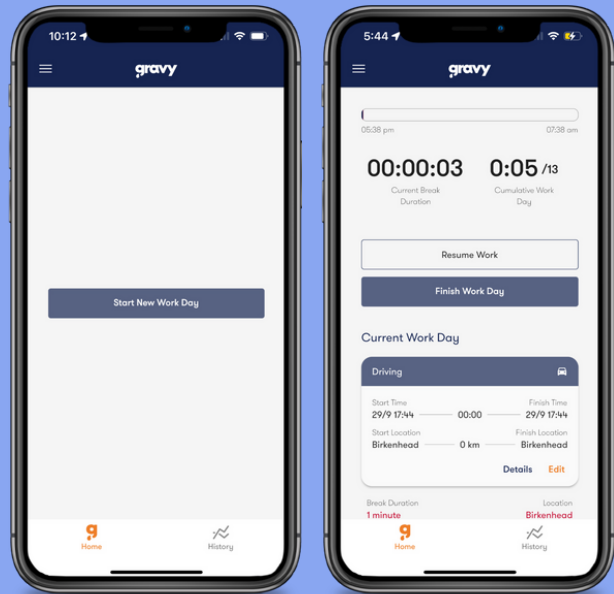 10:12
gravy
Start New Work Day
Home
History
5:44
gravy
05:38 pm
07:38 am
00:00:03
0:05 /13
Current Break
Duration
Cumulative Work
Day
Resume Work
Finish Work Day
Current Work Day
Driving
Start Time
Finish Time
29/9 17:44
00:00
29/9 17:44
Start Location
Finish Location
Birkenhead
0 km
Birkenhead
Details
Edit
Break Duration
Location
1 minute
Birkenhead
Home
History